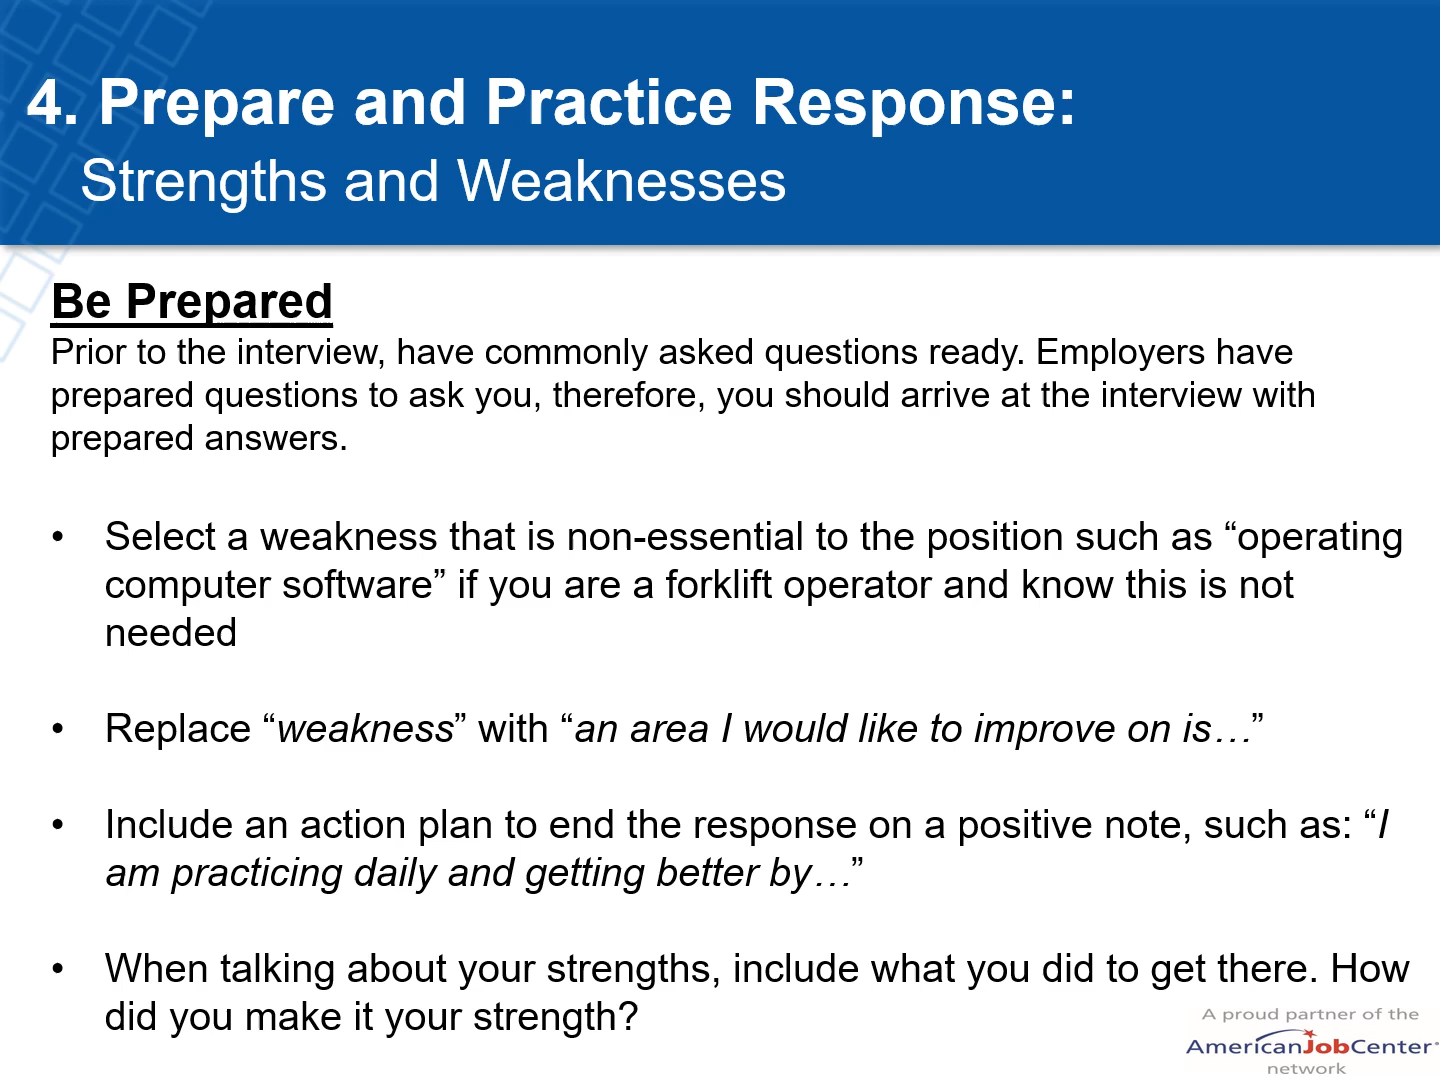 4. Prepare and Practice Response:
Strengths and Weaknesses
Be Prepared
Prior to the interview, have commonly asked questions ready. Employers have
prepared questions to ask you, therefore, you should arrive at the interview with
prepared answers.
• Select a weakness that is non-essential to the position such as “operating
computer software” if you are a forklift operator and know this is not
needed
• Replace “weakness” with “an area I would like to improve on is…”
• Include an action plan to end the response on a positive note, such as: “I
am practicing daily and getting better by…”
• When talking about your strengths, include what you did to get there. How
did you make it your strength?
A proud partner of the
AmericanJobCenter
network